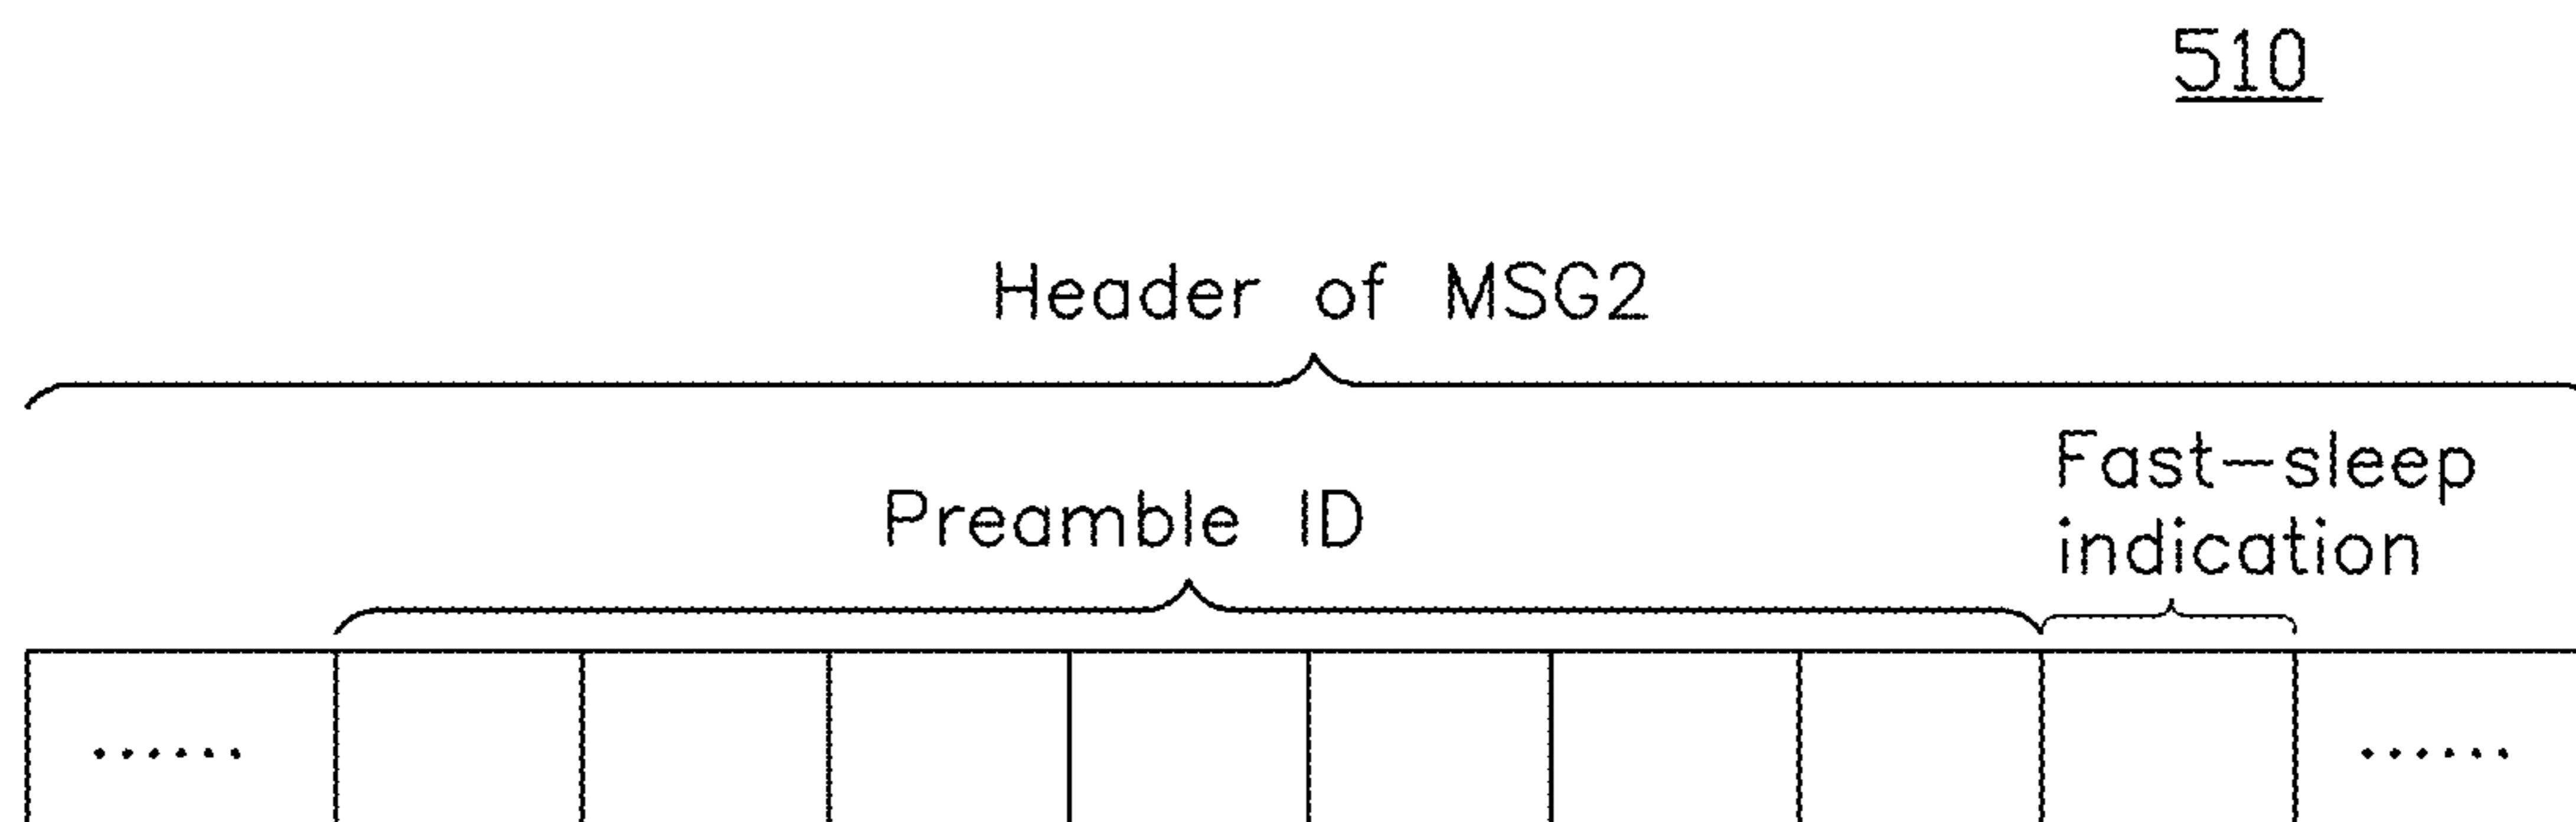 510
Header of MSG2
Fast-sleep
Preamble ID
indication
......
......